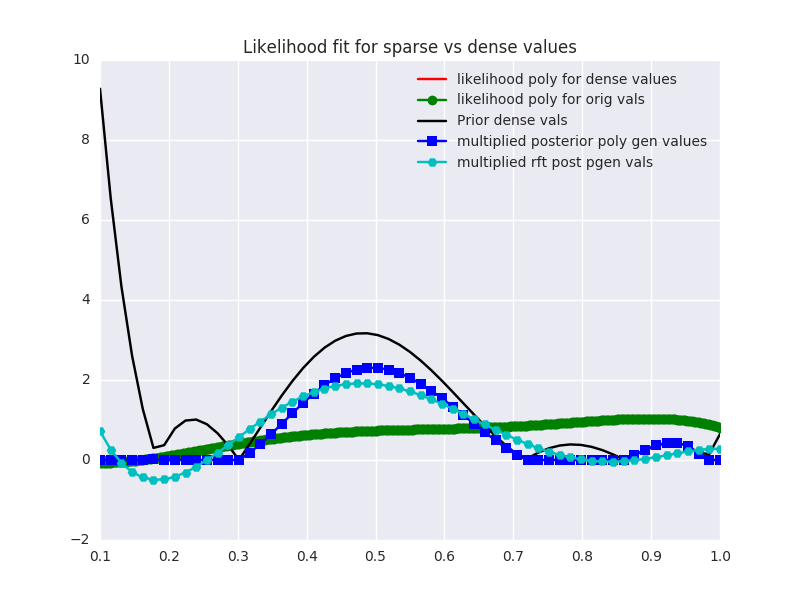 Likelihood fit for sparse vs dense values
10
8
6
4
2
0
−2
likelihood poly for dense values
likelihood poly for orig vals
Prior dense vals
multiplied posterior poly gen values
multiplied rft post pgen vals
0.1 0.2 0.3 0.4 0.5 0.6 0.7 0.8 0.9 1.0